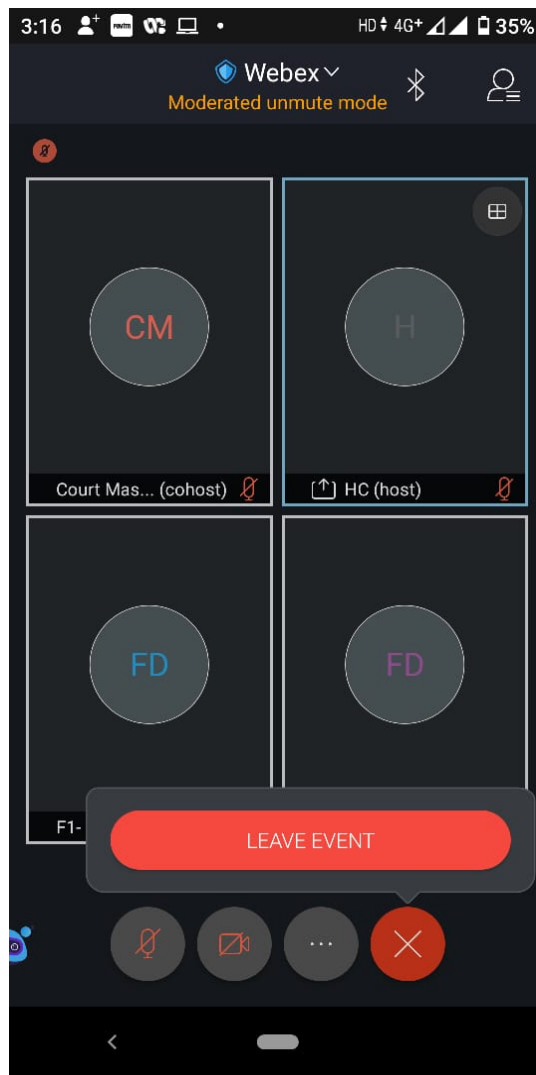 3:16 Paytm HD 4G+ 35%
Webex
Moderated unmute mode
CM
H
Court Mas... (cohost)
HC (host)
FD
FD
F1-
LEAVE EVENT